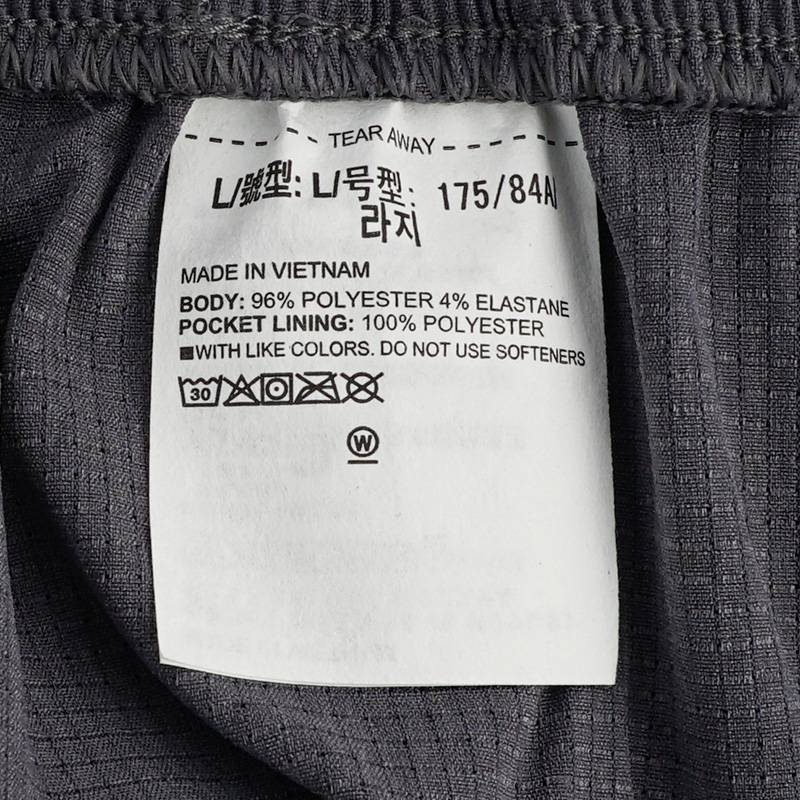 TEAR AWAY
L/號型: L/号型: 175/84A
라지
MADE IN VIETNAM
BODY: 96% POLYESTER 4% ELASTANE
POCKET LINING: 100% POLYESTER
WITH LIKE COLORS. DO NOT USE SOFTENERS
30
W